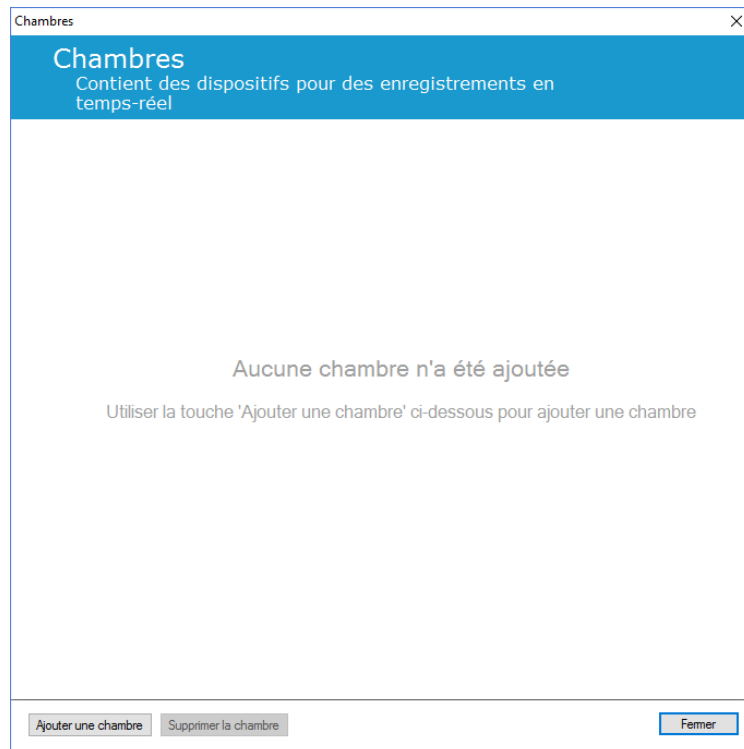 Chambres
Chambres
Contient des dispositifs pour des enregistrements en
temps-réel
Aucune chambre n'a été ajoutée
Utiliser la touche 'Ajouter une chambre' ci-dessous pour ajouter une chambre
Ajouter une chambre Supprimer la chambre Fermer